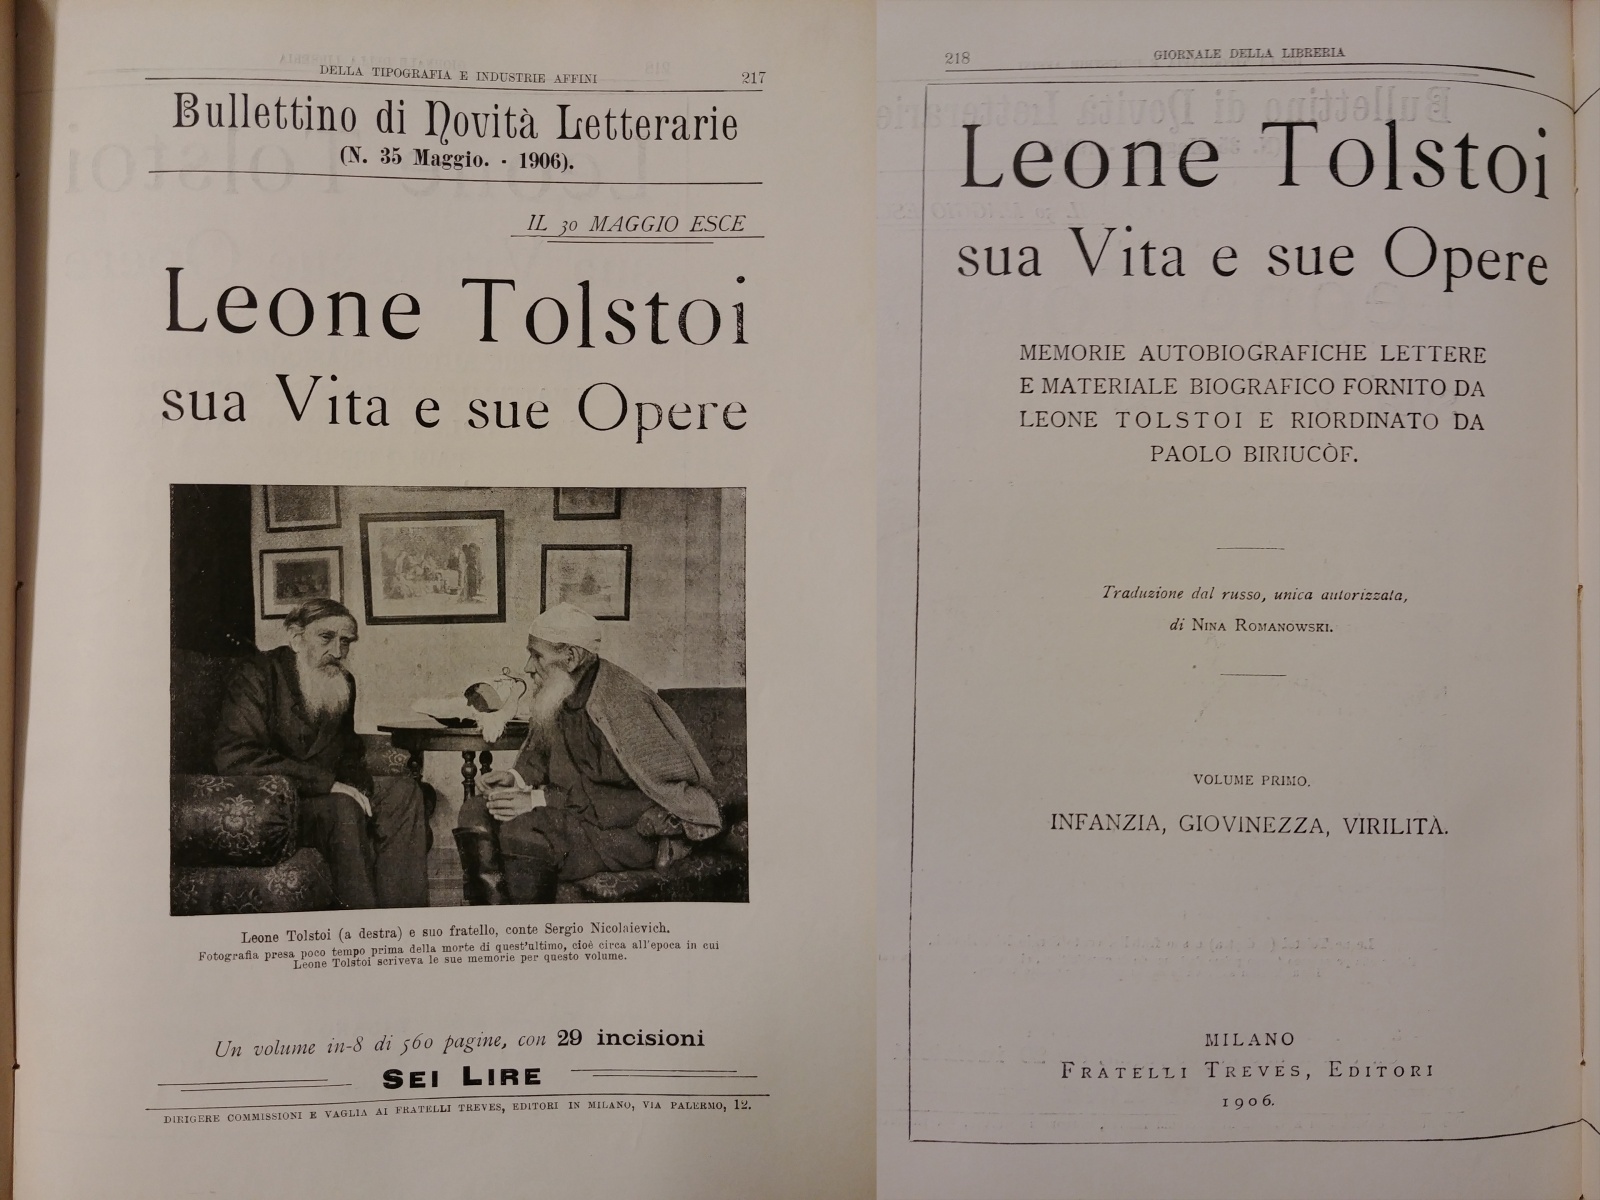 DELLA TIPOGRAFIA E INDUSTRIE AFFINI 217
Bullettino di Novità Letterarie
(N. 35 Maggio. - 1906).
IL 30 MAGGIO ESCE
Leone Tolstoi
sua Vita e sue Opere
Leone Tolstoi (a destra) e suo fratello, conte Sergio Nicolaievich.
Fotografia presa poco tempo prima della morte di quest'ultimo, cioè circa all'epoca in cui
Leone Tolstoi scriveva le sue memorie per questo volume.
Un volume in-8 di 560 pagine, con 29 incisioni
SEI LIRE
DIRIGERE COMMISSIONI E VAGLIA AI FRATELLI TREVES, EDITORI IN MILANO, VIA PALERMO, 12.
218 GIORNALE DELLA LIBRERIA
Leone Tolstoi
sua Vita e sue Opere
MEMORIE AUTOBIOGRAFICHE LETTERE
E MATERIALE BIOGRAFICO FORNITO DA
LEONE TOLSTOI E RIORDINATO DA
PAOLO BIRIUCÒF.
Traduzione dal russo, unica autorizzata,
di NINA ROMANOWSKI.
VOLUME PRIMO.
INFANZIA, GIOVINEZZA, VIRILITÀ.
MILANO
FRATELLI TREVES, EDITORI
1906.